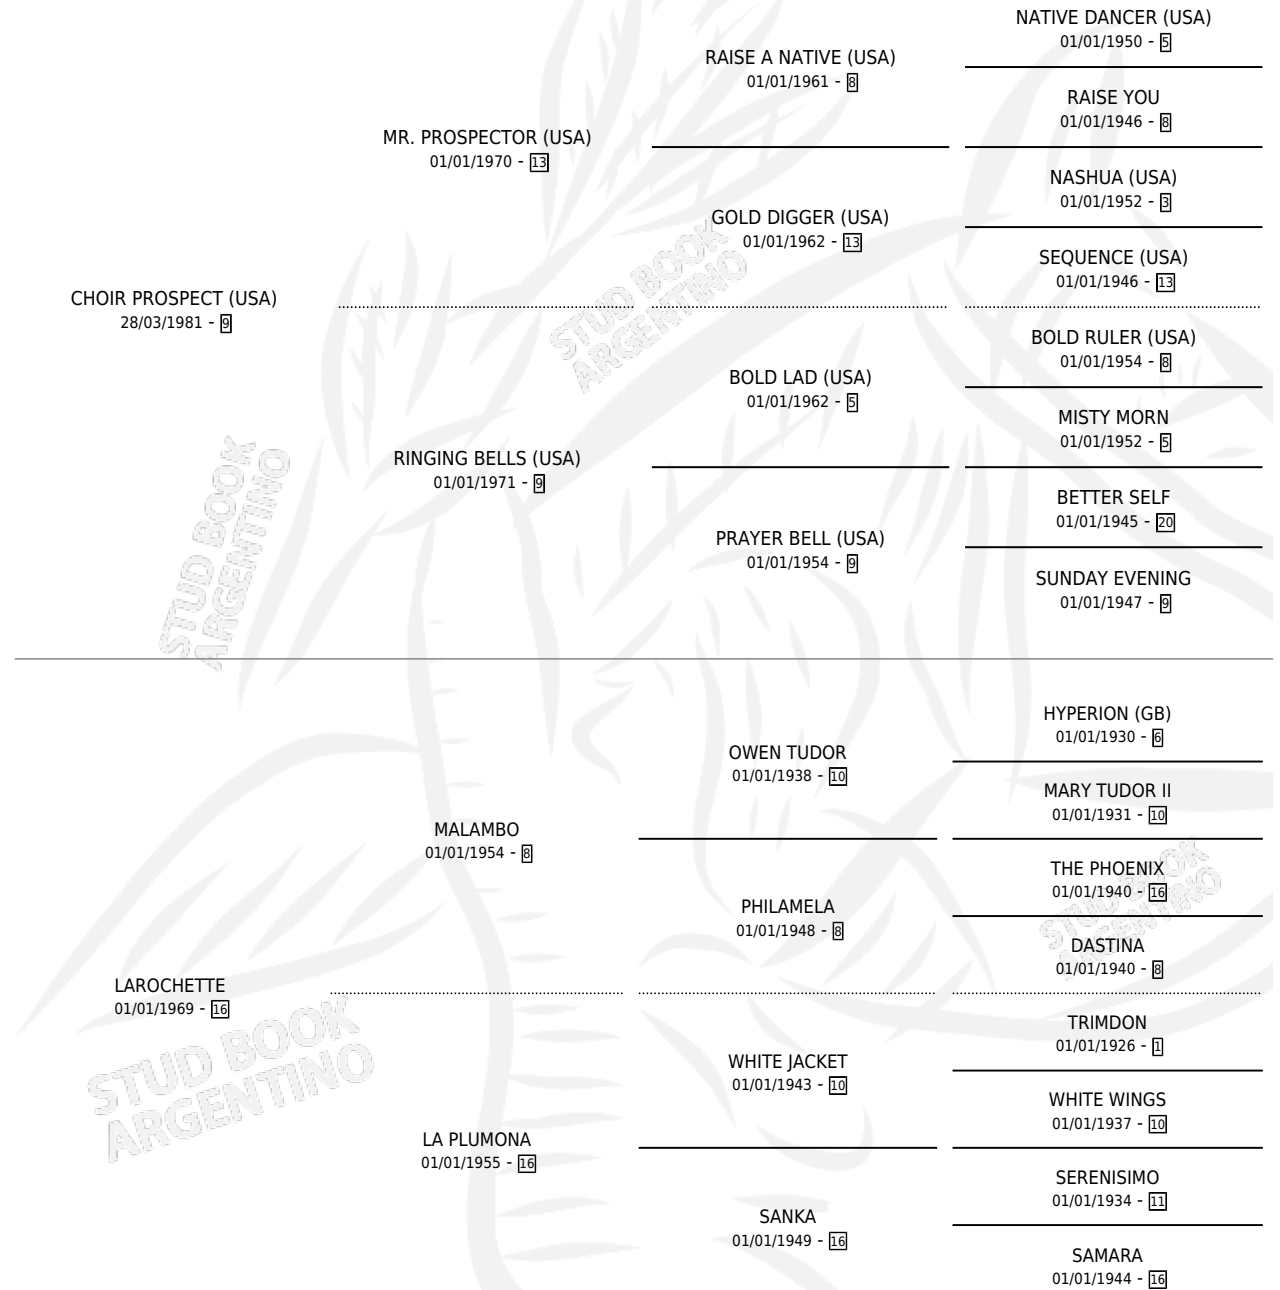 NATIVE DANCER (USA)
01/01/1950 - 5
RAISE A NATIVE (USA)
01/01/1961 - 8
RAISE YOU
01/01/1946 - 8
MR. PROSPECTOR (USA)
01/01/1970 - 13
NASHUA (USA)
01/01/1952 - 3
GOLD DIGGER (USA)
01/01/1962 - 13
SEQUENCE (USA)
01/01/1946 - 13
CHOIR PROSPECT (USA)
28/03/1981 - 9
BOLD RULER (USA)
01/01/1954 - 8
BOLD LAD (USA)
01/01/1962 - 5
MISTY MORN
01/01/1952 - 5
RINGING BELLS (USA)
01/01/1971 - 9
BETTER SELF
01/01/1945 - 20
PRAYER BELL (USA)
01/01/1954 - 9
SUNDAY EVENING
01/01/1947 - 9
HYPERION (GB)
01/01/1930 - 6
OWEN TUDOR
01/01/1938 - 10
MARY TUDOR II
01/01/1931 - 10
MALAMBO
01/01/1954 - 8
THE PHOENIX
01/01/1940 - 16
PHILAMELA
01/01/1948 - 8
DASTINA
01/01/1940 - 8
LAROCHETTE
01/01/1969 - 16
TRIMDON
01/01/1926 - 1
WHITE JACKET
01/01/1943 - 10
WHITE WINGS
01/01/1937 - 10
LA PLUMONA
01/01/1955 - 16
SERENISIMO
01/01/1934 - 11
SANKA
01/01/1949 - 16
SAMARA
01/01/1944 - 16
STUD BOOK
ARGENTINO
STUD BOOK
ARGENTINO
STUD BOOK
ARGENTINO
STUD BOOK
ARGENTINO